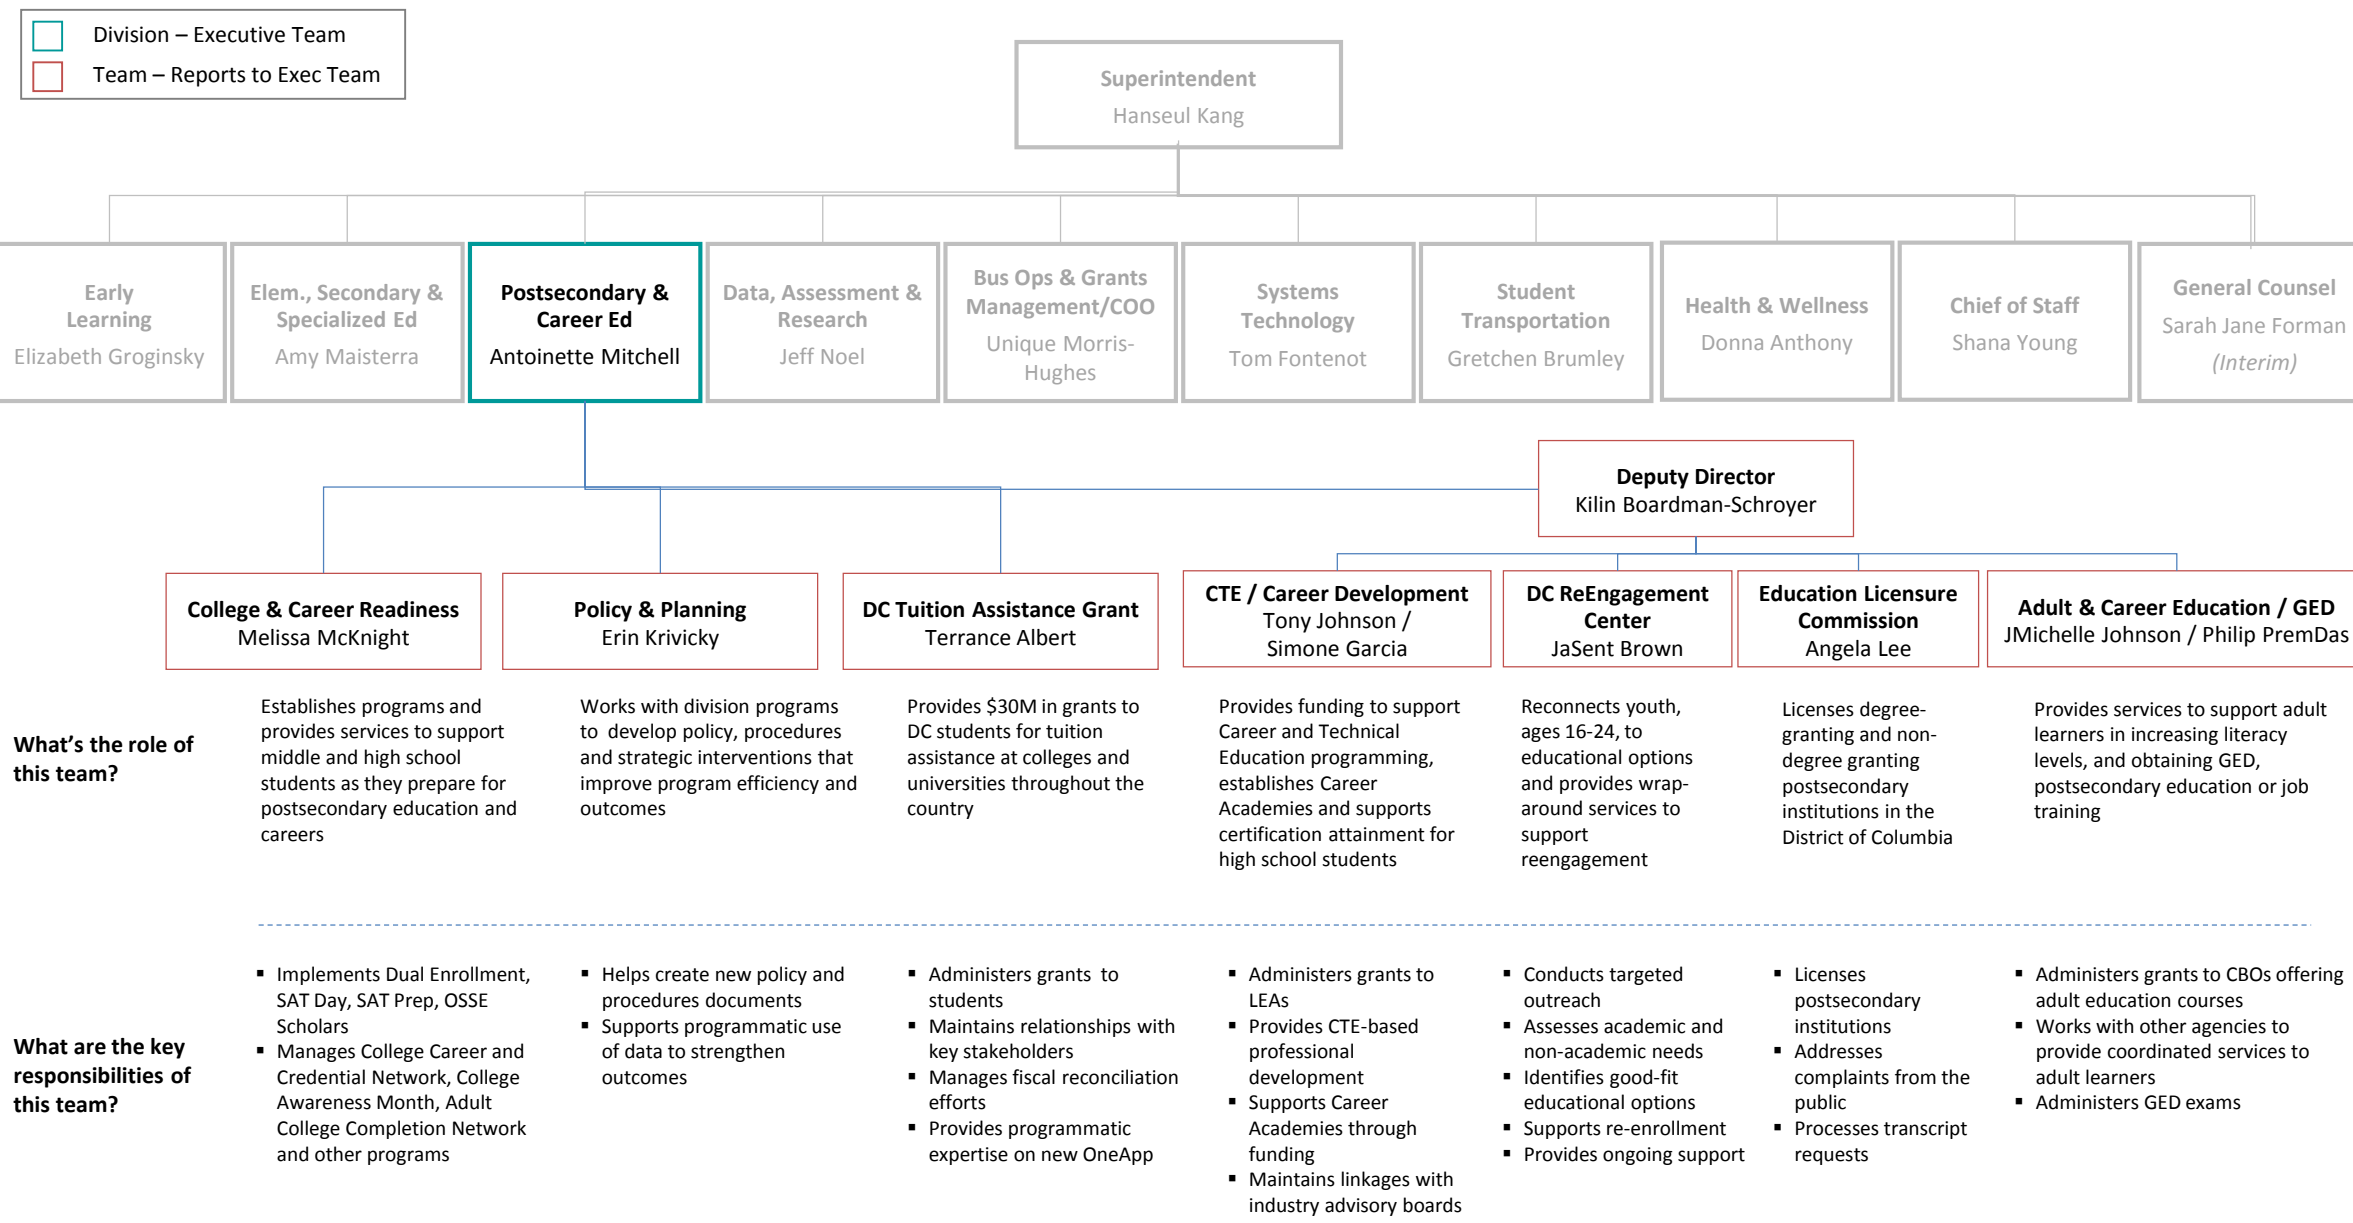 Division – Executive Team
Team – Reports to Exec Team
Superintendent
Hanseul Kang
Early
Learning
Elizabeth Groginsky
Elem., Secondary &
Specialized Ed
Amy Maisterra
Postsecondary &
Career Ed
Antoinette Mitchell
Data, Assessment &
Research
Jeff Noel
Bus Ops & Grants
Management/COO
Unique Morris-
Hughes
Systems
Technology
Tom Fontenot
Student
Transportation
Gretchen Brumley
Health & Wellness
Donna Anthony
Chief of Staff
Shana Young
General Counsel
Sarah Jane Forman
(Interim)
Deputy Director
Kilin Boardman-Schroyer
College & Career Readiness
Melissa McKnight
Policy & Planning
Erin Krivicky
DC Tuition Assistance Grant
Terrance Albert
CTE / Career Development
Tony Johnson /
Simone Garcia
DC ReEngagement
Center
JaSent Brown
Education Licensure
Commission
Angela Lee
Adult & Career Education / GED
JMichelle Johnson / Philip PremDas
What's the role of
this team?
Establishes programs and
provides services to support
middle and high school
students as they prepare for
postsecondary education and
careers
Works with division programs
to develop policy, procedures
and strategic interventions that
improve program efficiency and
outcomes
Provides $30M in grants to
DC students for tuition
assistance at colleges and
universities throughout the
country
Provides funding to support
Career and Technical
Education programming,
establishes Career
Academies and supports
certification attainment for
high school students
Reconnects youth,
ages 16-24, to
educational options
and provides wrap-
around services to
support
reengagement
Licenses degree-
granting and non-
degree granting
postsecondary
institutions in the
District of Columbia
Provides services to support adult
learners in increasing literacy
levels, and obtaining GED,
postsecondary education or job
training
What are the key
responsibilities of
this team?
▪ Implements Dual Enrollment,
SAT Day, SAT Prep, OSSE
Scholars
▪ Manages College Career and
Credential Network, College
Awareness Month, Adult
College Completion Network
and other programs
▪ Helps create new policy and
procedures documents
▪ Supports programmatic use
of data to strengthen
outcomes
▪ Administers grants to
students
▪ Maintains relationships with
key stakeholders
▪ Manages fiscal reconciliation
efforts
▪ Provides programmatic
expertise on new OneApp
▪ Administers grants to
LEAs
▪ Provides CTE-based
professional
development
▪ Supports Career
Academies through
funding
▪ Maintains linkages with
industry advisory boards
▪ Conducts targeted
outreach
▪ Assesses academic and
non-academic needs
▪ Identifies good-fit
educational options
▪ Supports re-enrollment
▪ Provides ongoing support
▪ Licenses
postsecondary
institutions
▪ Addresses
complaints from the
public
▪ Processes transcript
requests
▪ Administers grants to CBOs offering
adult education courses
▪ Works with other agencies to
provide coordinated services to
adult learners
▪ Administers GED exams